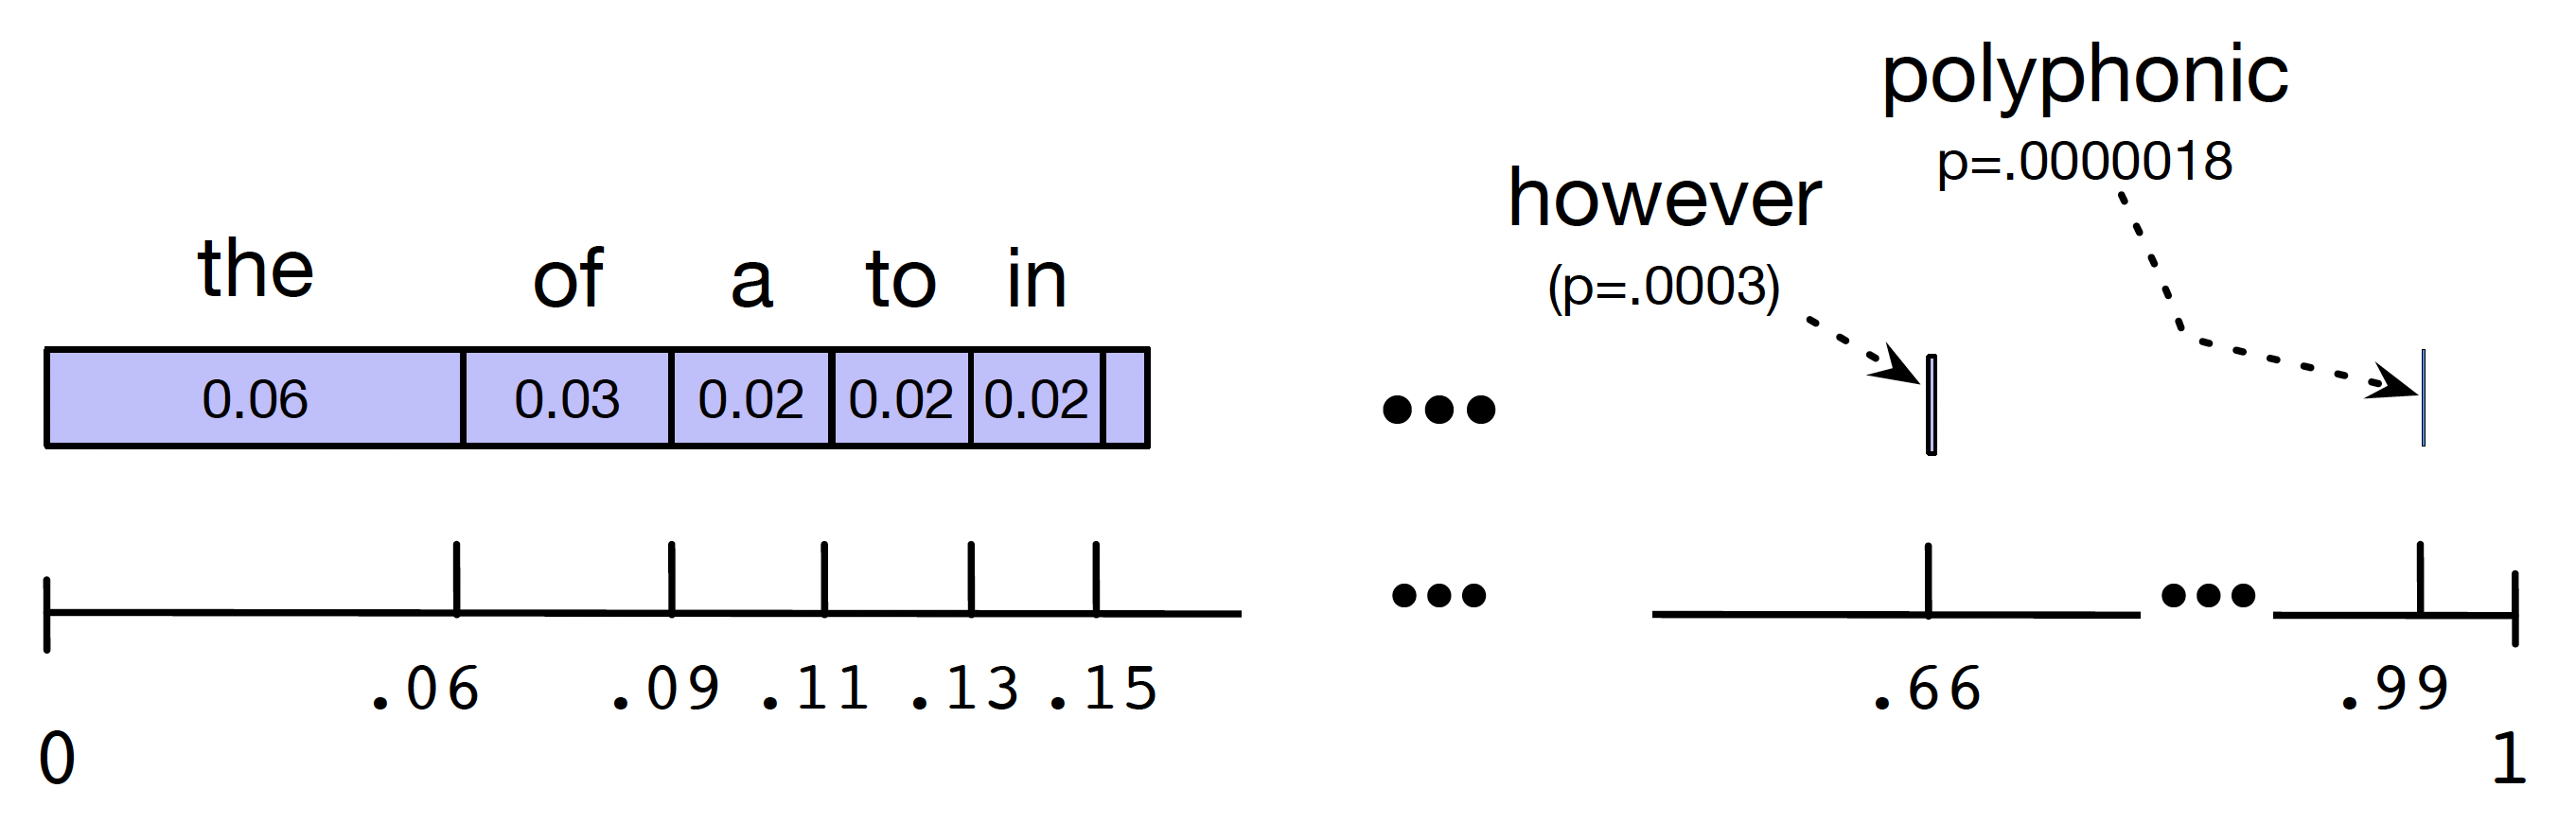 polyphonic
p=.0000018
however
(p=.0003)
the of a to in
0.06 0.03 0.02 0.02 0.02
.06 .09 .11 .13 .15 .66 .99
0 1